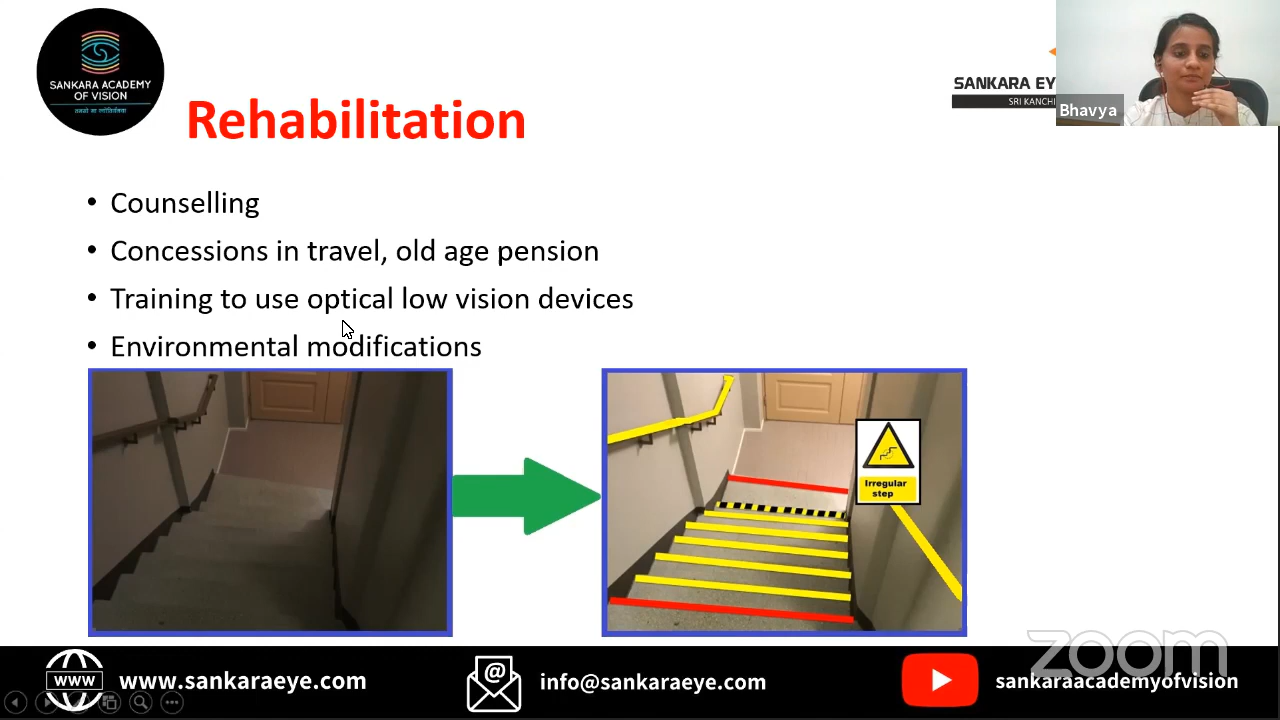 SANKARA ACADEMY
OF VISION
Rehabilitation
SANKARA EY
SRI KANCHI
Bhavya
• Counselling
• Concessions in travel, old age pension
• Training to use optical low vision devices
• Environmental modifications
Irregular
step
zoom
www
www.sankaraeye.com
@
info@sankaraeye.com
sankaraacademyofvision